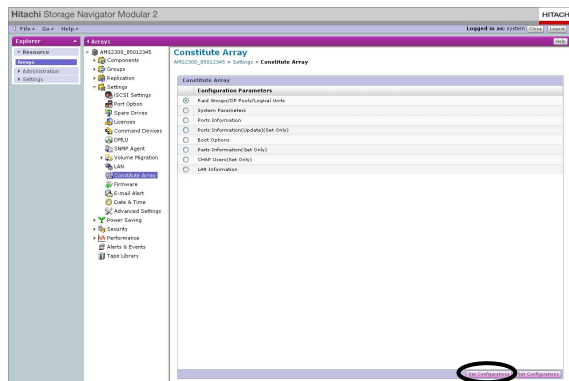 Hitachi Storage Navigator Modular 2
HITACH
File Go Help
Logged in as: system Close Logout
Explorer
Resource
Arrays
Administration
Settings
Arrays
AMS2300_85012345
Components
Groups
Replication
Settings
iSCSI Settings
Port Option
Spare Drives
Licenses
Command Devices
DMLU
SNMP Agent
Volume Migration
LAN
Constitute Array
Firmware
E-mail Alert
Date & Time
Advanced Settings
Power Saving
Security
Performance
Alerts & Events
Tape Library
Help
Constitute Array
AMS2300_85012345 > Settings > Constitute Array
Constitute Array
Configuration Parameters
Raid Groups/DP Pools/Logical Units
System Parameters
Ports Information
Ports Information(Update)(Set Only)
Boot Options
Parts Information(Get Only)
CHAP Users(Set Only)
LAN Information
Get Configurations Set Configurations